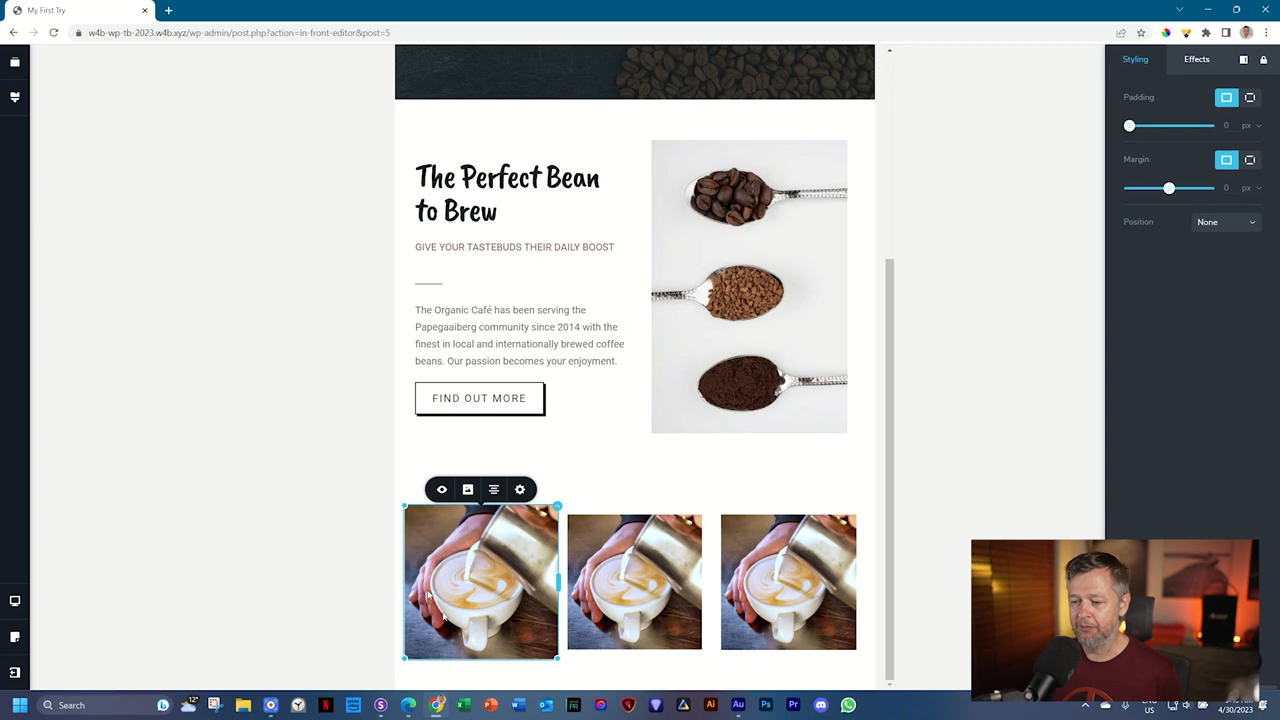 My First Try
w4b-wp-tb-2023.w4b.xyz/wp-admin/post.php?action=in-front-editor&post=5
Styling Effects
Padding
0 px
Margin
0 px
Position None
The Perfect Bean
to Brew
GIVE YOUR TASTEBUDS THEIR DAILY BOOST
The Organic Café has been serving the
Papegaaiberg community since 2014 with the
finest in local and internationally brewed coffee
beans. Our passion becomes your enjoyment.
FIND OUT MORE
Search
12°
4/30/2023